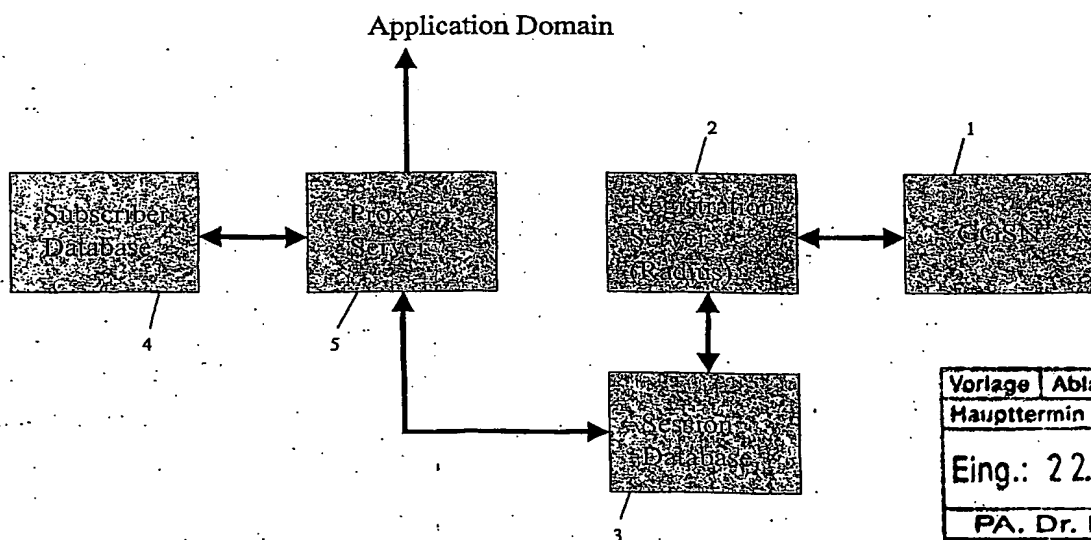 Application Domain
2
1
Subscriber
Database
Proxy
Server
Registration
Server
(Radius)
GGSN
4
5
Session
Database
3
Vorlage
Haupttermin
Eing.: 22.
PA. Dr.